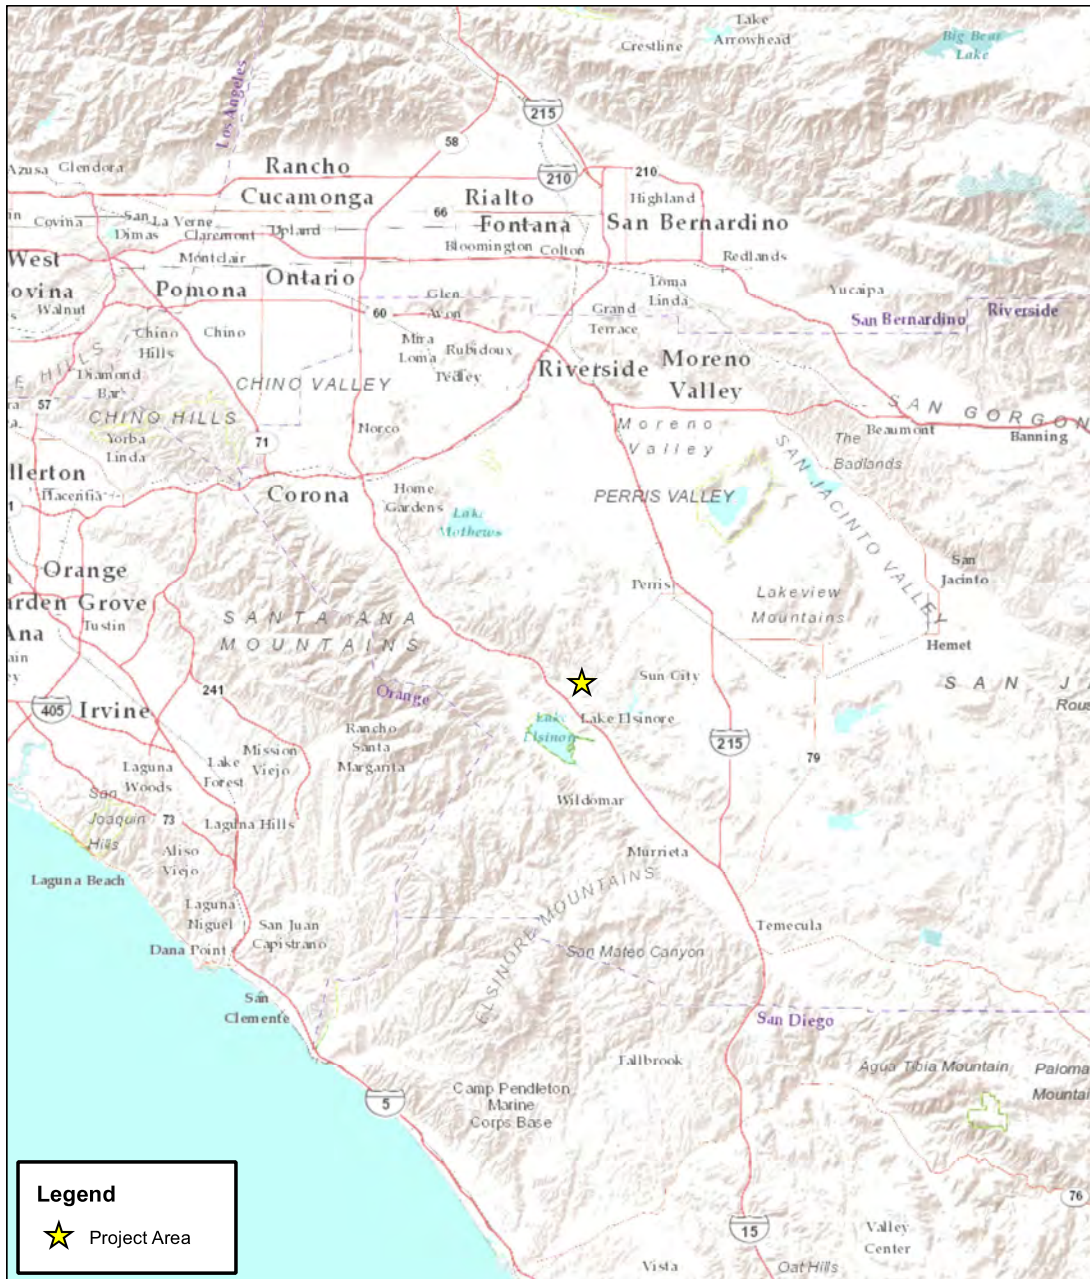 Lake
Arrowhead
Crestline
Big Bear
Lake
Los Angeles
215
58
Azusa
Glendora
Rancho
Cucamonga
210
210
Rialto
Highland
Fontana
San Bernardino
66
Covina
San
Dimas
La Verne
Claremont
Upland
Montclair
Bloomington
Colton
Redlands
West
Ontario
Pomona
Walnut
Loma
Linda
Yucaipa
Glen
Avon
Grand
Terrace
San Bernardino
Riverside
60
Chino
Hills
Chino
Mira
Loma
Rubidoux
Pedley
Riverside
Moreno
Valley
Diamond
Bar
CHINO VALLEY
57
CHINO HILLS
SAN GORGON
Moreno
Valley
Beaumont
Banning
The
Badlands
Norco
Yorba
Linda
71
SAN JACINTO VALLEY
llerton
Placentia
Corona
Home
Gardens
PERRIS VALLEY
Lake
Mathews
Orange
arden Grove
Ana
Tustin
San
Jacinto
Perris
Lakeview
Mountains
SANTA ANA
MOUNTAINS
Hemet
241
Orange
Sun City
SAN J
405
Irvine
Rancho
Santa
Margarita
Lake
Elsinore
Lake Elsinore
215
79
Mission
Viejo
Lake
Forest
Laguna
Woods
San
Joaquin
Hills
73
Laguna Hills
Wildomar
Aliso
Viejo
Murrieta
Laguna Beach
ELSINORE MOUNTAINS
Laguna
Niguel
San Juan
Capistrano
Temecula
Dana Point
San Mateo Canyon
San
Clemente
San Diego
Fallbrook
Agua Tibia Mountain
Paloma
Mountai
5
Camp Pendleton
Marine
Corps Base
76
15
Valley
Center
Vista
Oat Hills
Legend
Project Area